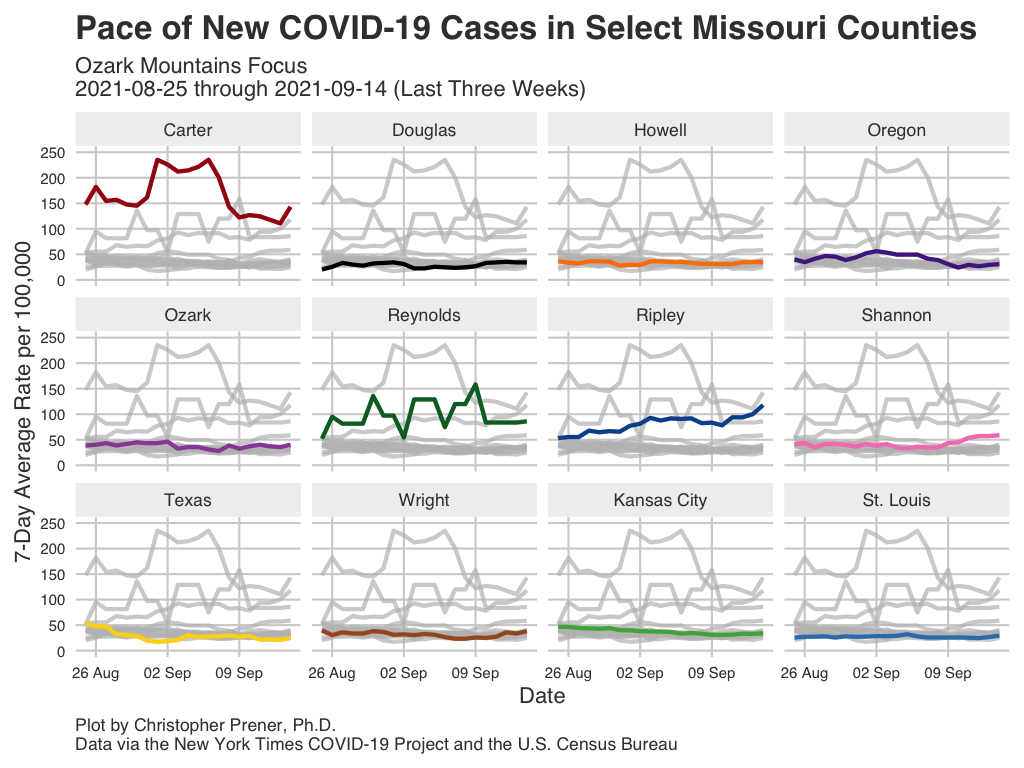 Pace of New COVID-19 Cases in Select Missouri Counties
Ozark Mountains Focus
2021-08-25 through 2021-09-14 (Last Three Weeks)
7-Day Average Rate per 100,000
Carter
Douglas
Howell
Oregon
250
200
150
100
50
0
Ozark
Reynolds
Ripley
Shannon
250
200
150
100
50
0
Texas
Wright
Kansas City
St. Louis
250
200
150
100
50
0
26 Aug 02 Sep 09 Sep
26 Aug 02 Sep 09 Sep
26 Aug 02 Sep 09 Sep
26 Aug 02 Sep 09 Sep
Date
Plot by Christopher Prener, Ph.D.
Data via the New York Times COVID-19 Project and the U.S. Census Bureau